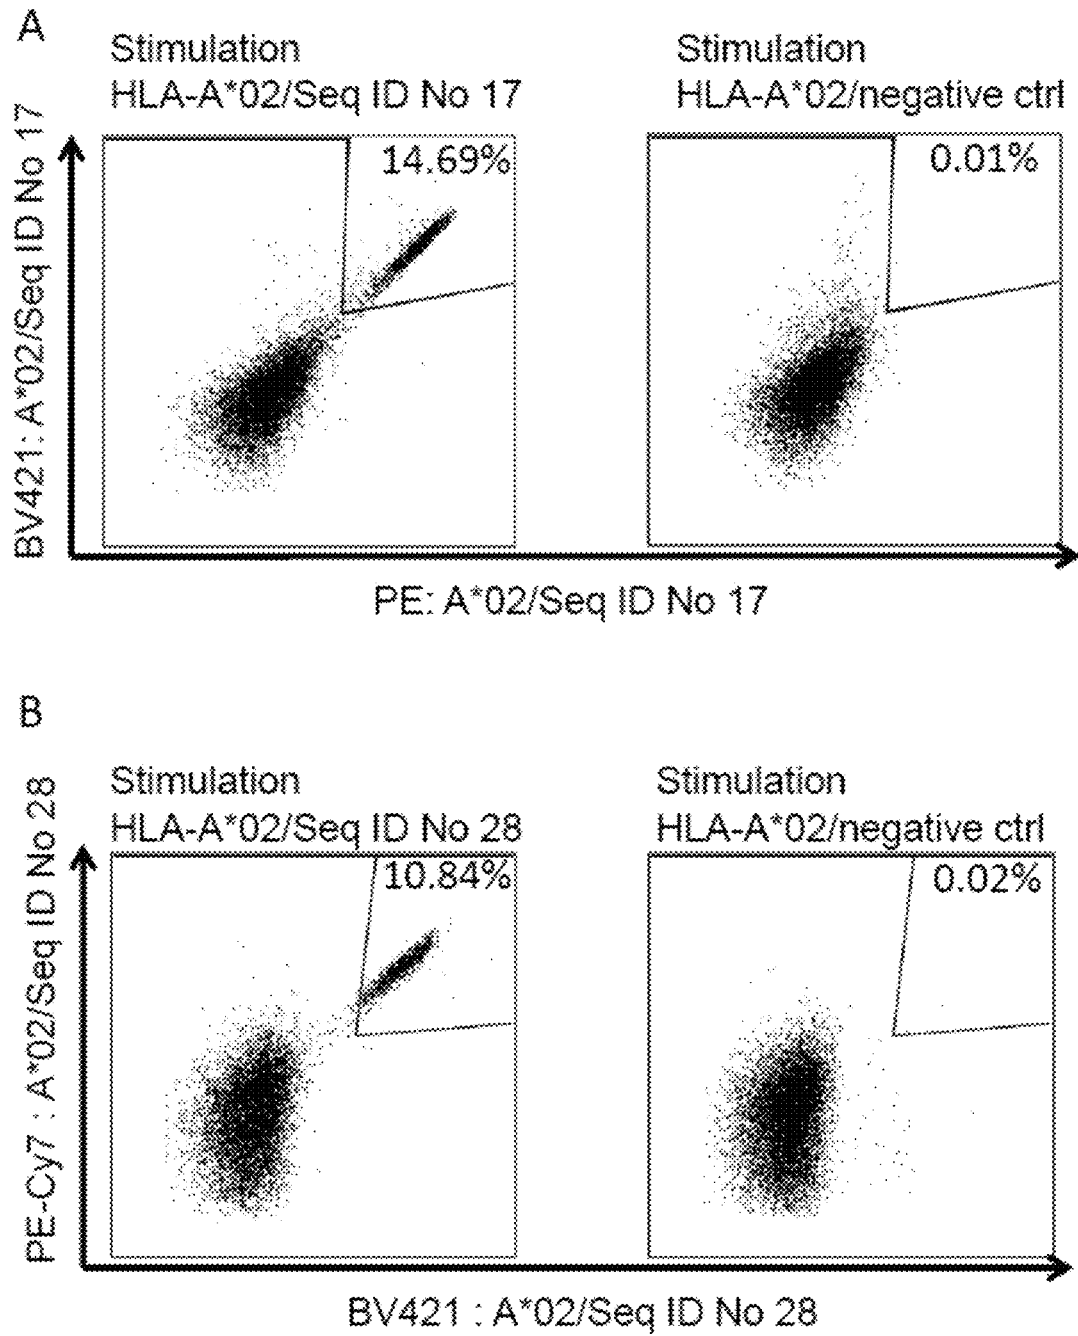 A
Stimulation
HLA-A*02/Seq ID No 17
Stimulation
HLA-A*02/negative ctrl
BV421: A*02/Seq ID No 17
14.69%
0.01%
PE: A*02/Seq ID No 17
B
Stimulation
HLA-A*02/Seq ID No 28
Stimulation
HLA-A*02/negative ctrl
PE-Cy7 : A*02/Seq ID No 28
10.84%
0.02%
BV421 : A*02/Seq ID No 28